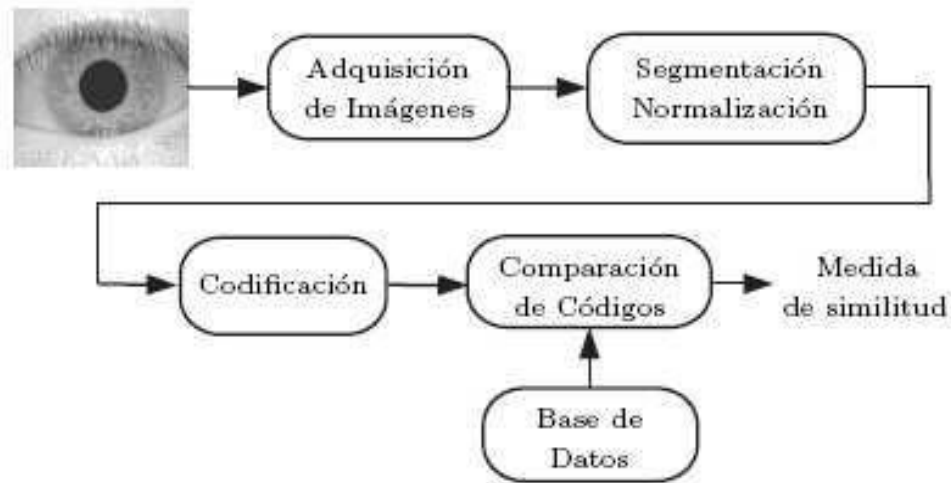 Adquisición
de Imágenes
Segmentación
Normalización
Codificación
Comparación
de Códigos
Medida
de similitud
Base de
Datos